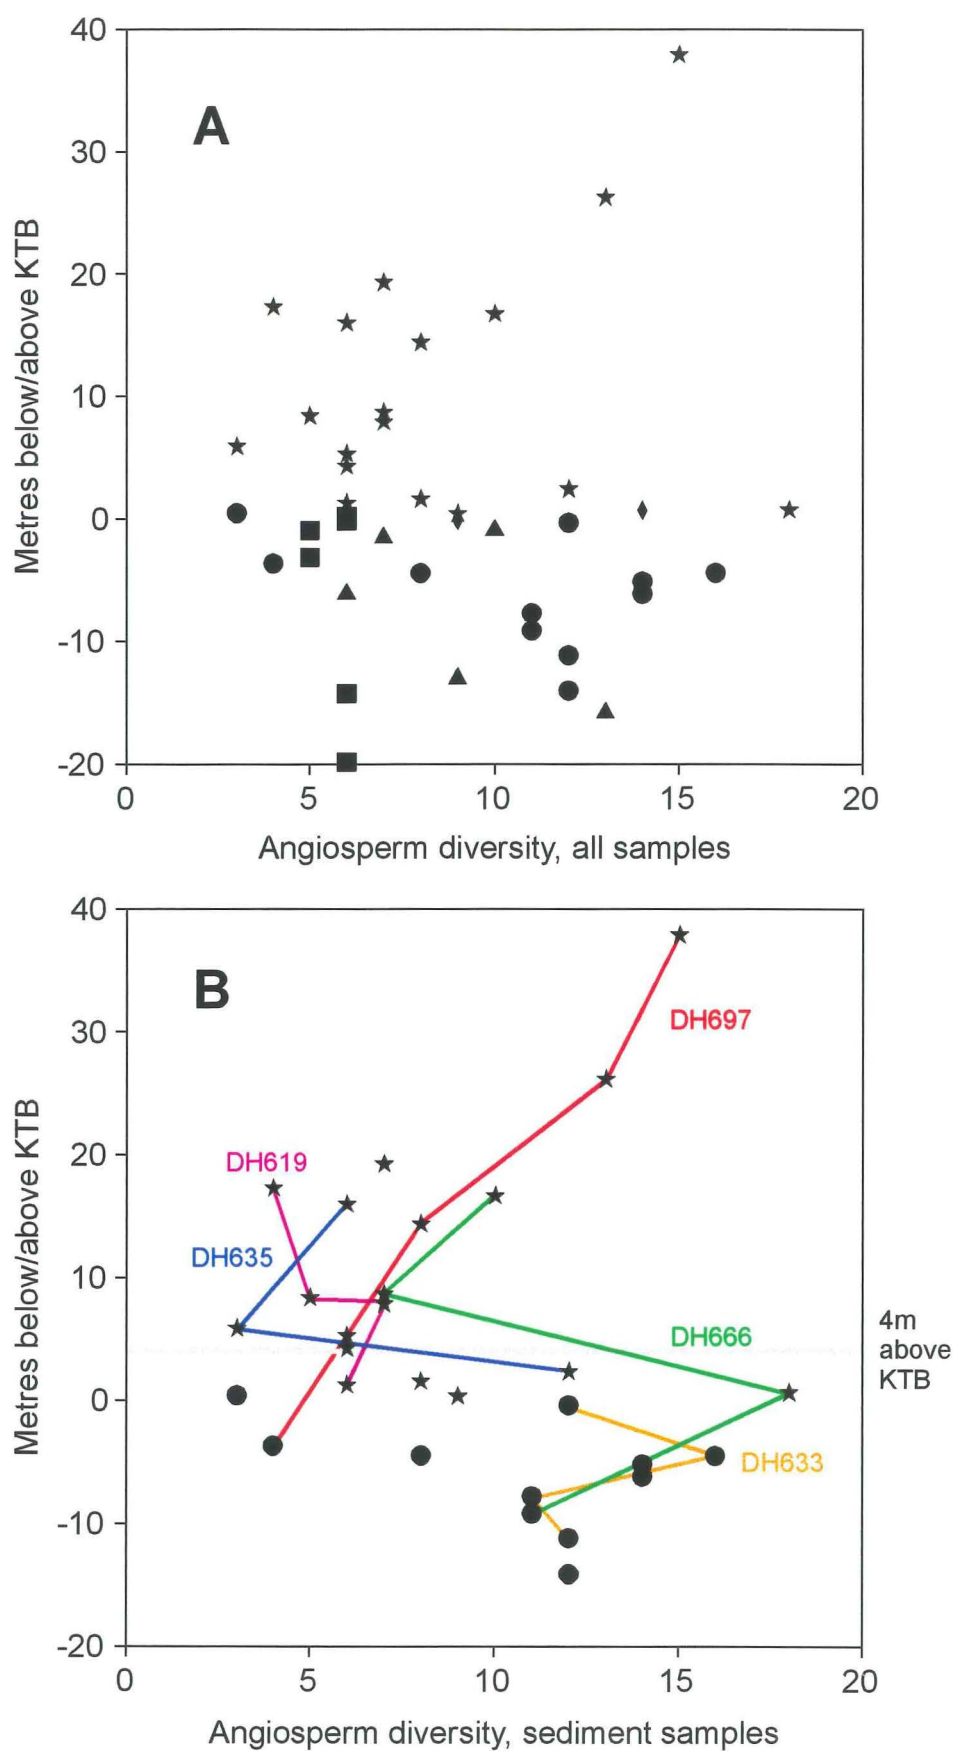 A
40
30
20
10
0
-10
-20
Metres below/above KTB
0 5 10 15 20
Angiosperm diversity, all samples
B
40
30
20
10
0
-10
-20
Metres below/above KTB
DH697
DH619
DH635
DH666
DH633
4m
above
KTB
0 5 10 15 20
Angiosperm diversity, sediment samples